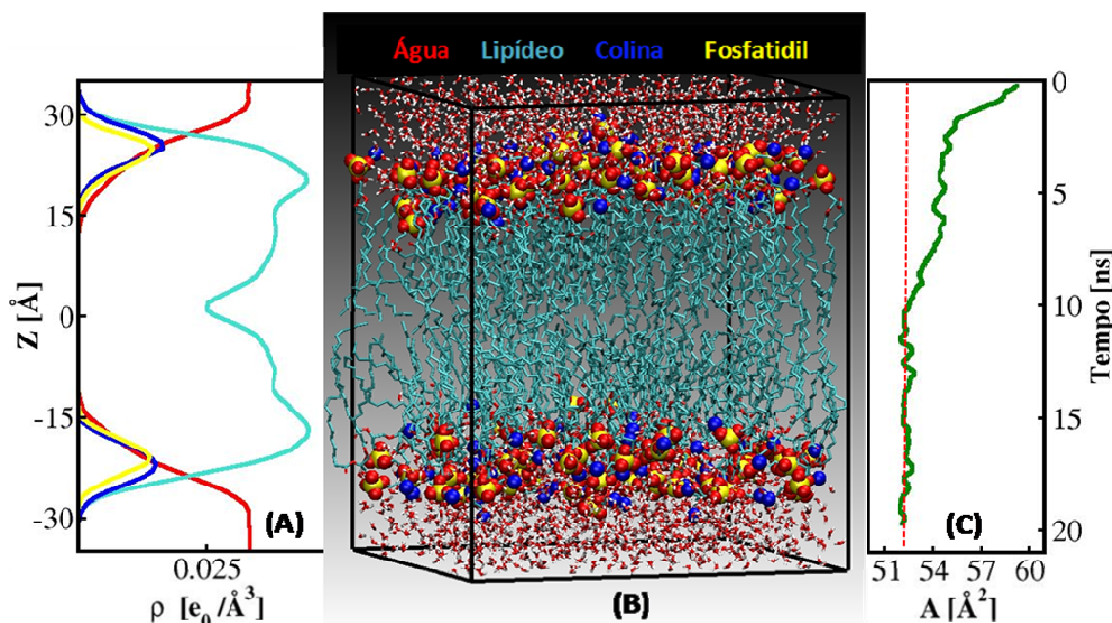 Água Lipídeo Colina Fosfatidil
30
15
0
-15
-30
Z [Å]
(A)
0.025
ρ [e₀/Å³]
(B)
0
5
10
15
20
Tempo [ns]
(C)
51 54 57 60
A [Å²]